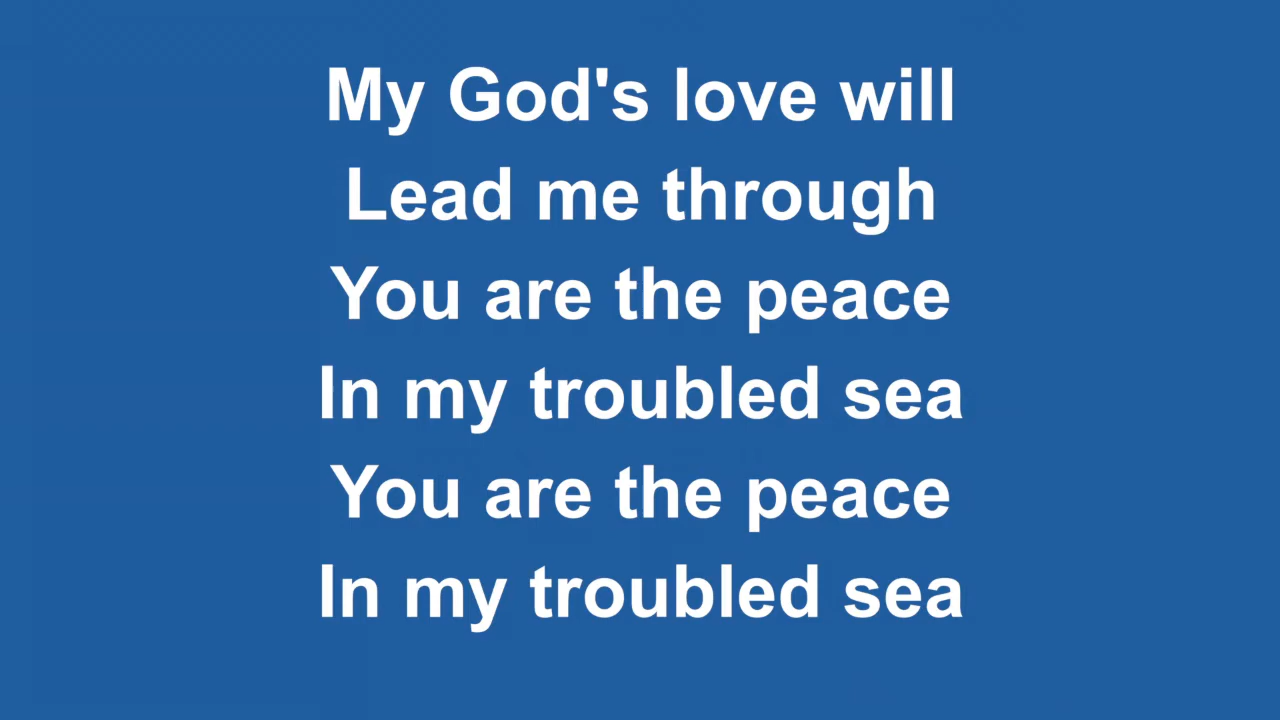 My God's love will
Lead me through
You are the peace
In my troubled sea
You are the peace
In my troubled sea